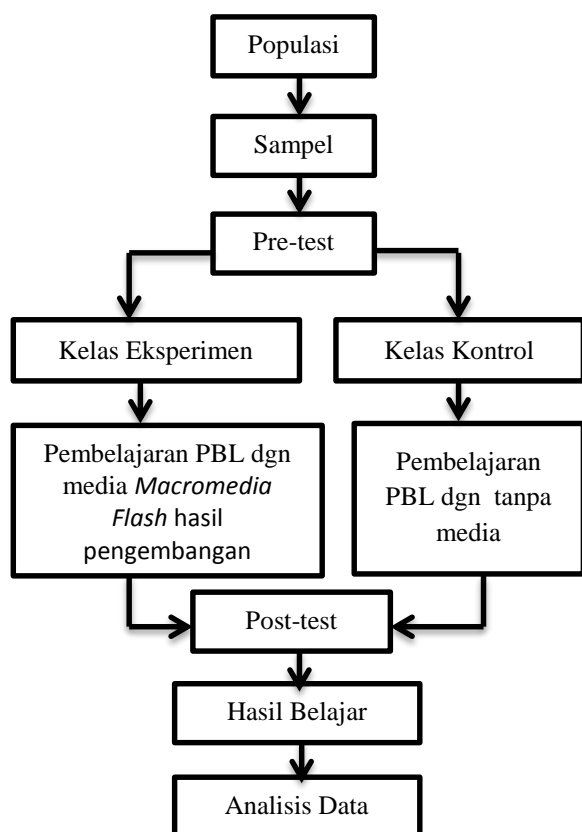 Populasi
Sampel
Pre-test
Kelas Eksperimen
Kelas Kontrol
Pembelajaran PBL dgn
media Macromedia
Flash hasil
pengembangan
Pembelajaran
PBL dgn tanpa
media
Post-test
Hasil Belajar
Analisis Data